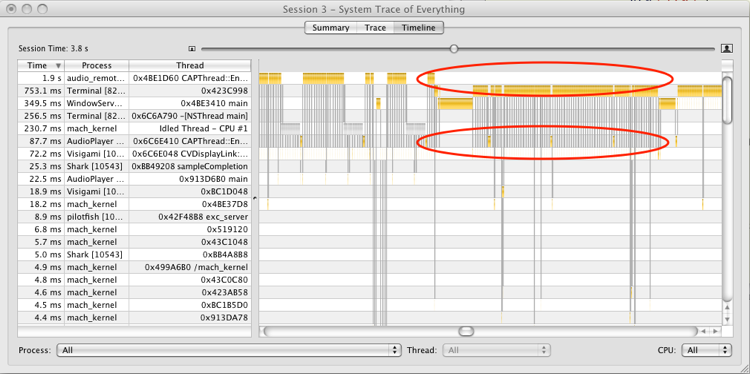 Session 3 - System Trace of Everything
Summary Trace Timeline
Session Time: 3.8 s
Time Process Thread
1.9 s audio_remot... 0x4BE1D60 CAPThread::En...
753.1 ms Terminal [82... 0x423C998
349.5 ms WindowServ... 0x4BE3410 main
256.5 ms Terminal [82... 0x6C6A790 -[NSThread main]
230.7 ms mach_kernel Idled Thread - CPU #1
87.7 ms AudioPlayer ... 0x6C6E410 CAPThread::En...
72.2 ms Visigami [10... 0x6C6E048 CVDisplayLink:...
25.3 ms Shark [10543] 0xBB49208 sampleCompletion
22.5 ms AudioPlayer ... 0x913D6B0 main
18.9 ms Visigami [10... 0xBC1D048
18.2 ms mach_kernel 0x4BE37D8
8.9 ms pilotfish [10... 0x42F48B8 exc_server
6.8 ms mach_kernel 0x519120
5.7 ms mach_kernel 0x43C1048
5.0 ms Shark [10543] 0xBB4A8B8
4.9 ms mach_kernel 0x499A6B0 /mach_kernel
4.8 ms mach_kernel 0x43C0C80
4.6 ms mach_kernel 0x423AB58
4.5 ms mach_kernel 0xBC1B5D0
4.4 ms mach_kernel 0x913DA78
Process: All Thread: All CPU: All